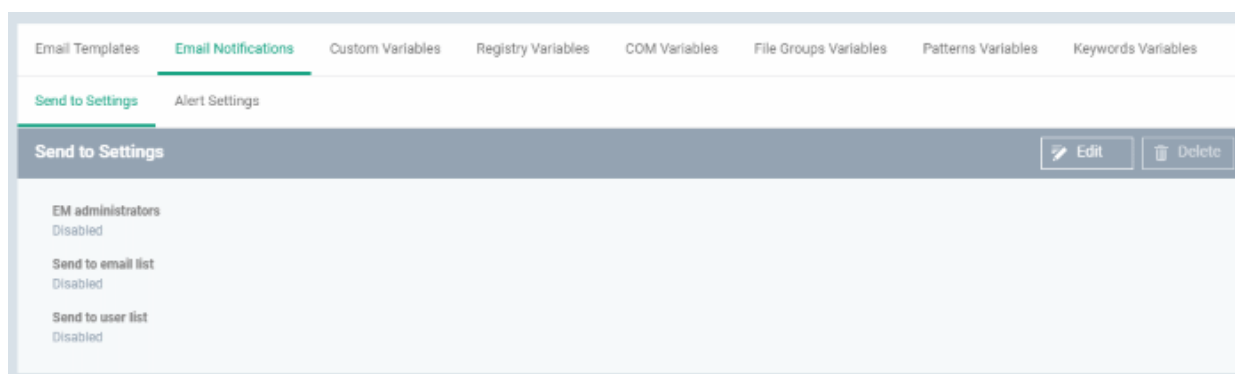 Email Templates Email Notifications Custom Variables Registry Variables COM Variables File Groups Variables Patterns Variables Keywords Variables
Send to Settings Alert Settings
Send to Settings Edit Delete
EM administrators
Disabled
Send to email list
Disabled
Send to user list
Disabled